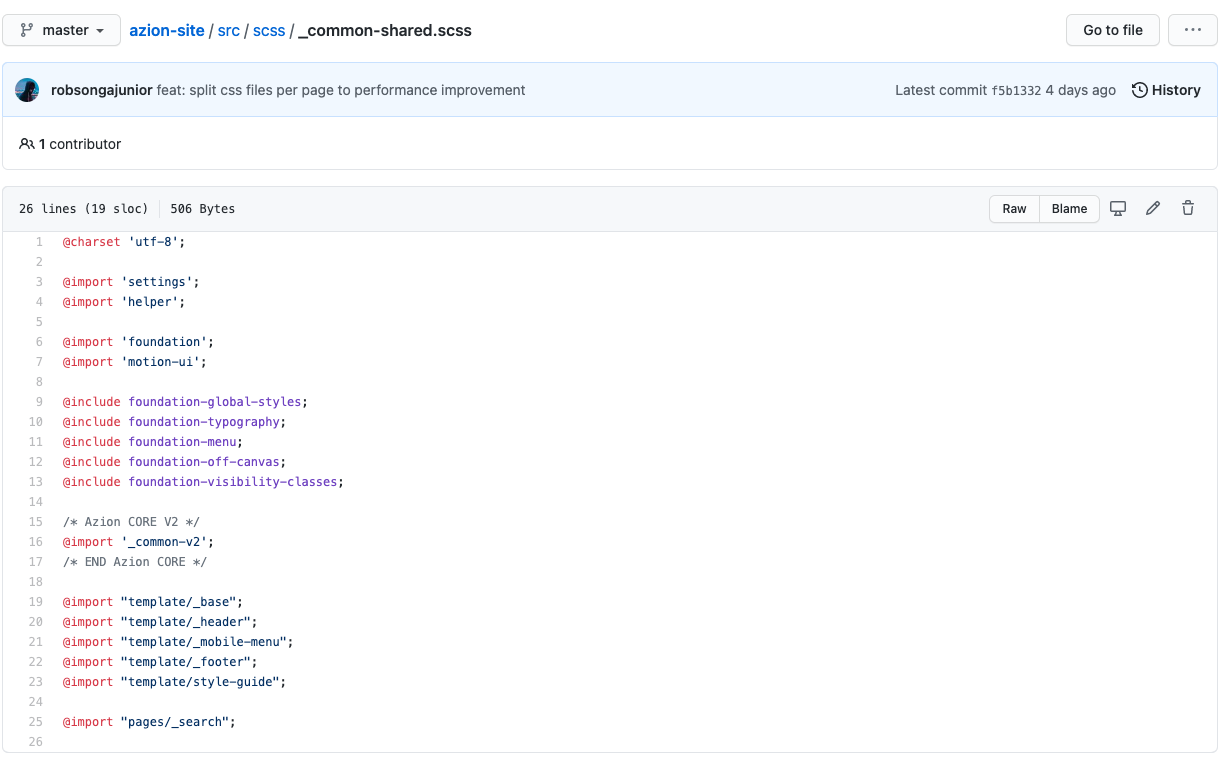 master azion-site / src / scss / _common-shared.scss Go to file ...
robsongajunior feat: split css files per page to performance improvement Latest commit f5b1332 4 days ago History
1 contributor
26 lines (19 sloc) 506 Bytes Raw Blame
1 @charset 'utf-8';
2
3 @import 'settings';
4 @import 'helper';
5
6 @import 'foundation';
7 @import 'motion-ui';
8
9 @include foundation-global-styles;
10 @include foundation-typography;
11 @include foundation-menu;
12 @include foundation-off-canvas;
13 @include foundation-visibility-classes;
14
15 /* Azion CORE V2 */
16 @import '_common-v2';
17 /* END Azion CORE */
18
19 @import "template/_base";
20 @import "template/_header";
21 @import "template/_mobile-menu";
22 @import "template/_footer";
23 @import "template/style-guide";
24
25 @import "pages/_search";
26